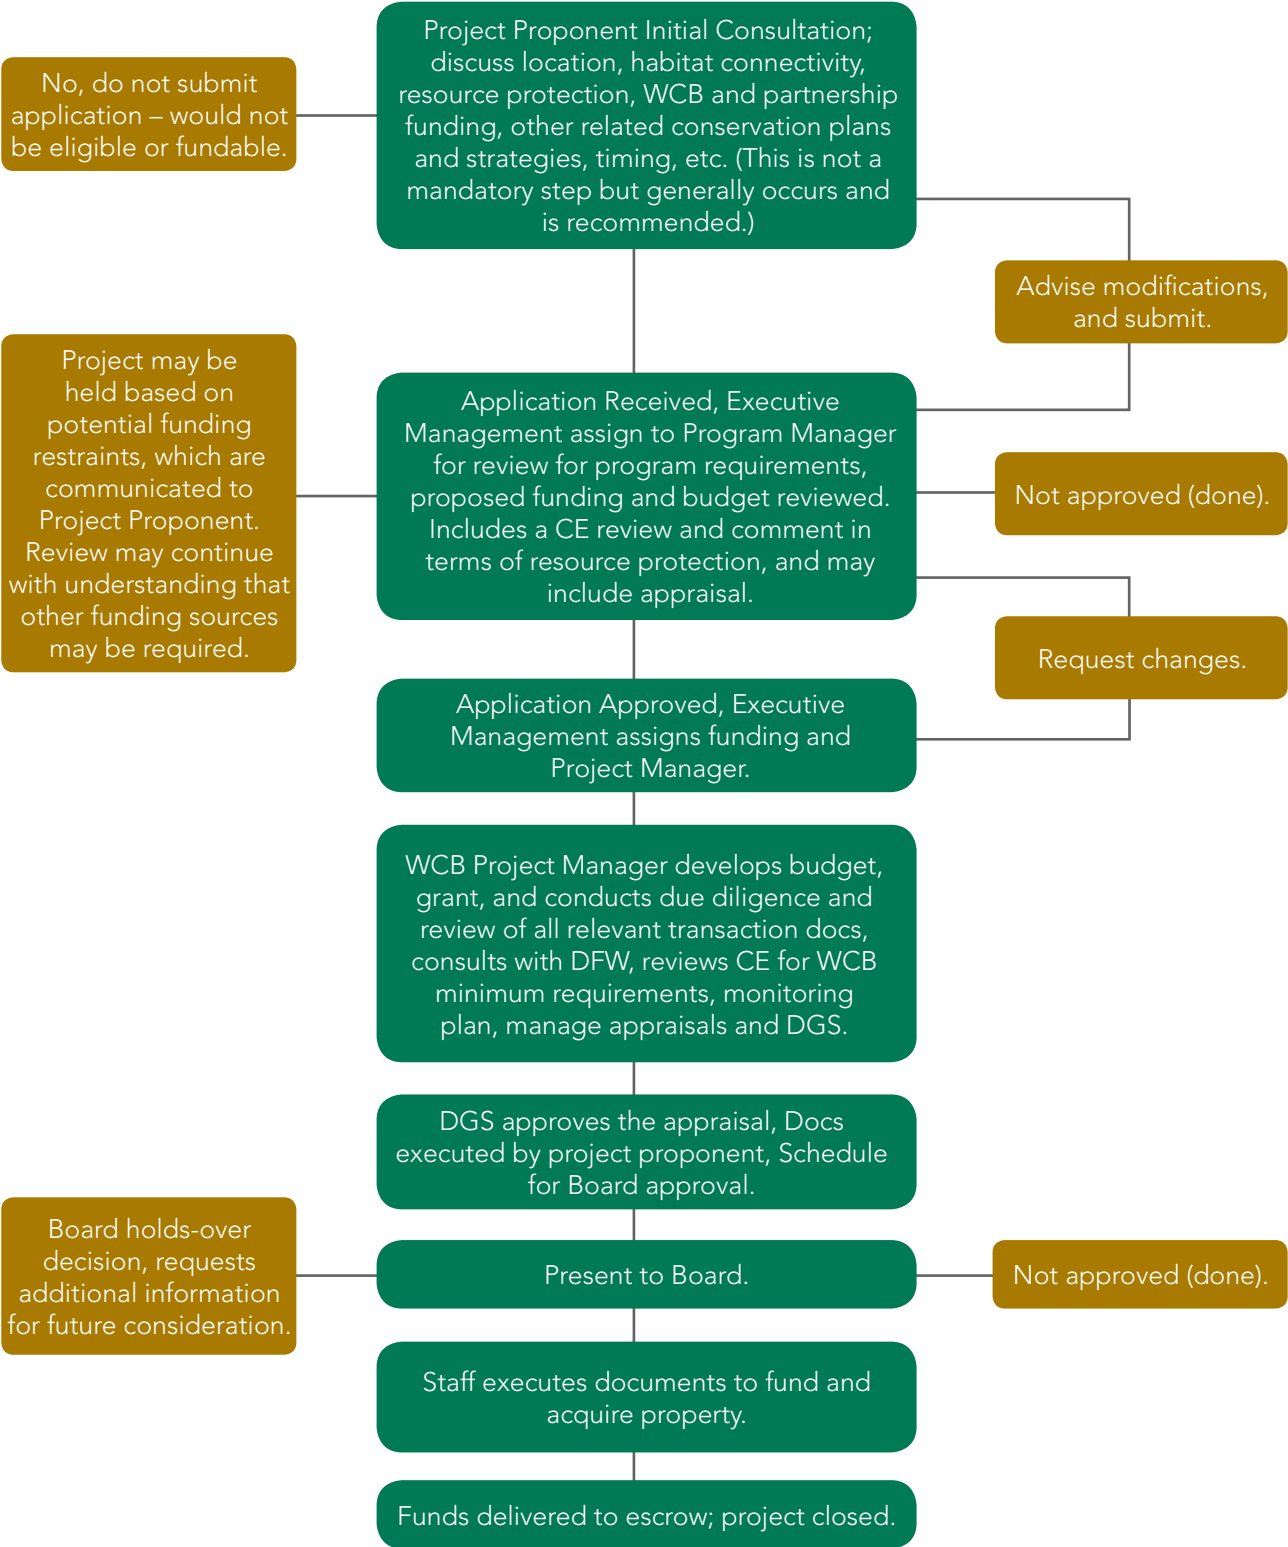 Project Proponent Initial Consultation;
discuss location, habitat connectivity,
resource protection, WCB and partnership
funding, other related conservation plans
and strategies, timing, etc. (This is not a
mandatory step but generally occurs and
is recommended.)
No, do not submit
application – would not
be eligible or fundable.
Advise modifications,
and submit.
Project may be
held based on
potential funding
restraints, which are
communicated to
Project Proponent.
Review may continue
with understanding that
other funding sources
may be required.
Application Received, Executive
Management assign to Program Manager
for review for program requirements,
proposed funding and budget reviewed.
Includes a CE review and comment in
terms of resource protection, and may
include appraisal.
Not approved (done).
Request changes.
Application Approved, Executive
Management assigns funding and
Project Manager.
WCB Project Manager develops budget,
grant, and conducts due diligence and
review of all relevant transaction docs,
consults with DFW, reviews CE for WCB
minimum requirements, monitoring
plan, manage appraisals and DGS.
DGS approves the appraisal, Docs
executed by project proponent, Schedule
for Board approval.
Board holds-over
decision, requests
additional information
for future consideration.
Present to Board.
Not approved (done).
Staff executes documents to fund and
acquire property.
Funds delivered to escrow; project closed.